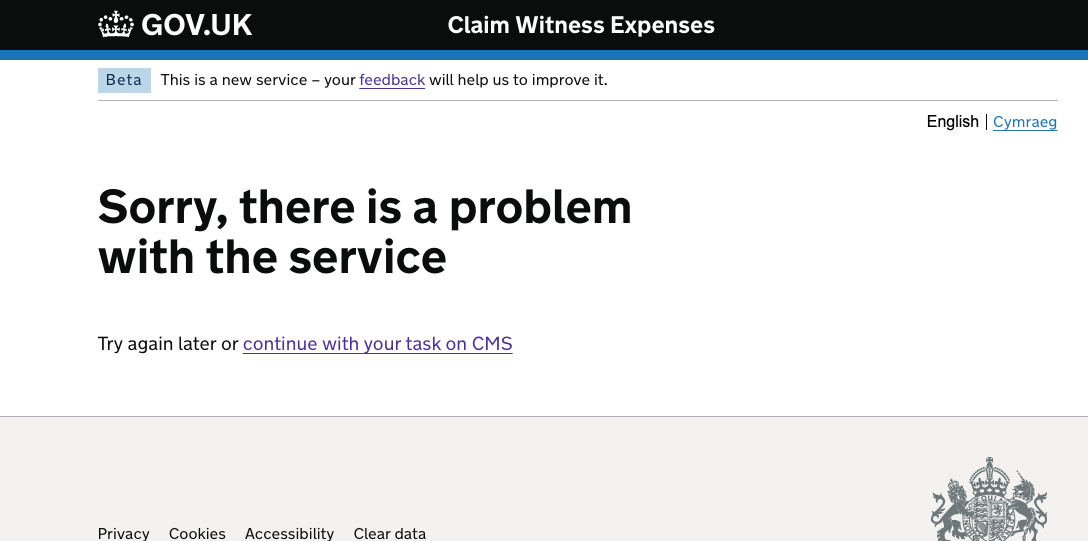 GOV.UK
Claim Witness Expenses
Beta This is a new service – your feedback will help us to improve it.
English | Cymraeg
Sorry, there is a problem
with the service
Try again later or continue with your task on CMS
Privacy Cookies Accessibility Clear data